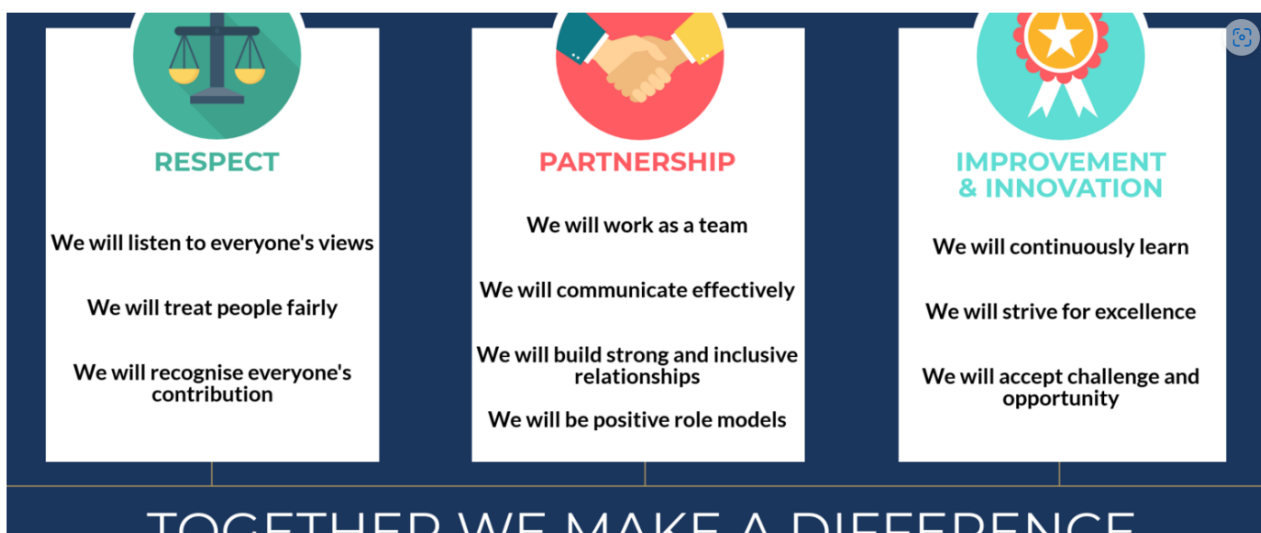 RESPECT
We will listen to everyone's views
We will treat people fairly
We will recognise everyone's
contribution
PARTNERSHIP
We will work as a team
We will communicate effectively
We will build strong and inclusive
relationships
We will be positive role models
IMPROVEMENT
& INNOVATION
We will continuously learn
We will strive for excellence
We will accept challenge and
opportunity
TOGETHER WE MAKE A DIFFERENCE